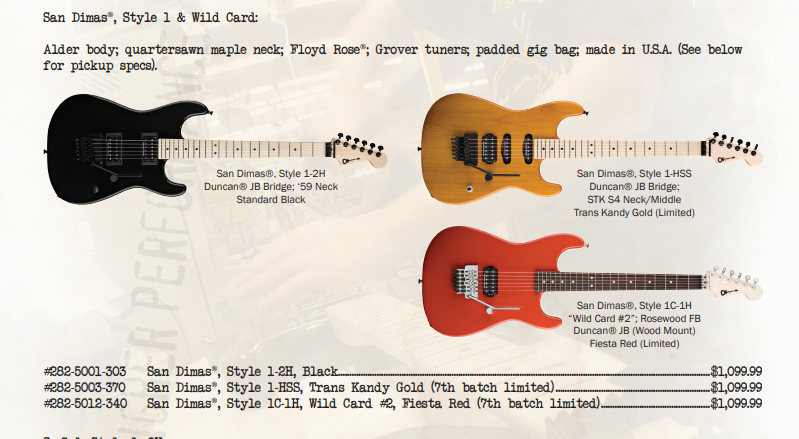 San Dimas®, Style 1 & Wild Card:
Alder body; quartersawn maple neck; Floyd Rose®; Grover tuners; padded gig bag; made in U.S.A. (See below
for pickup specs).
San Dimas®, Style 1-2H
Duncan® JB Bridge; '59 Neck
Standard Black
San Dimas®, Style 1-HSS
Duncan® JB Bridge;
STK S4 Neck/Middle
Trans Kandy Gold (Limited)
San Dimas®, Style 1C-1H
"Wild Card #2"; Rosewood FB
Duncan® JB (Wood Mount)
Fiesta Red (Limited)
#282-5001-303 San Dimas®, Style 1-2H, Black........$1,099.99
#282-5003-370 San Dimas®, Style 1-HSS, Trans Kandy Gold (7th batch limited)........$1,099.99
#282-5012-340 San Dimas®, Style 1C-1H, Wild Card #2, Fiesta Red (7th batch limited)........$1,099.99